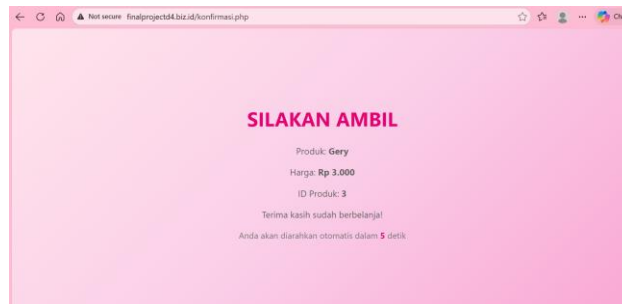 Not secure finalprojectd4.biz.id/konfirmasi.php
SILAKAN AMBIL
Produk: Gery
Harga: Rp 3.000
ID Produk: 3
Terima kasih sudah berbelanja!
Anda akan diarahkan otomatis dalam 5 detik